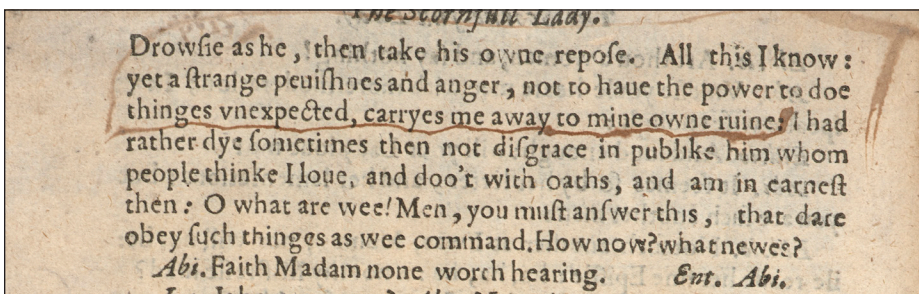 The Scornfull Lady.
Drowſie as he, then take his owne repoſe. All this I know:
yet a ſtrange peuiſhnes and anger, not to haue the power to doe
thinges vnexpected, carryes me away to mine owne ruine, I had
rather dye ſometimes then not diſgrace in publike him whom
people thinke I loue, and doo't with oaths, and am in earneſt
then: O what are wee! Men, you muſt anſwer this, that dare
obey ſuch thinges as wee command. How now? what newes?
Abi. Faith Madam none worth hearing. Ent. Abi.